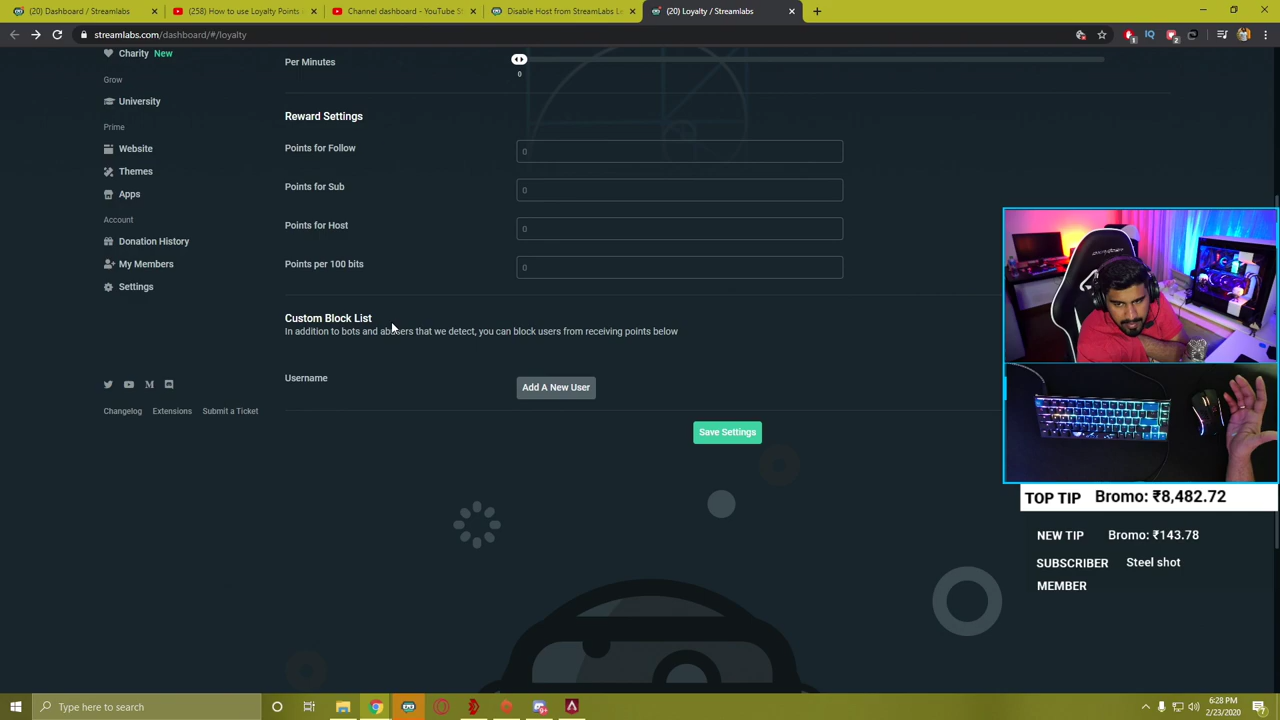 (20) Dashboard / Streamlabs
(258) How to use Loyalty Points
Channel dashboard - YouTube St
Disable Host from StreamLabs Le
(20) Loyalty / Streamlabs
streamlabs.com/dashboard/#/loyalty
Charity New
Grow
University
Prime
Website
Themes
Apps
Account
Donation History
My Members
Settings
Changelog Extensions Submit a Ticket
Per Minutes
0
Reward Settings
Points for Follow 0
Points for Sub 0
Points for Host 0
Points per 100 bits 0
Custom Block List
In addition to bots and abusers that we detect, you can block users from receiving points below
Username Add A New User
Save Settings
TOP TIP Bromo: ₹8,482.72
NEW TIP Bromo: ₹143.78
SUBSCRIBER Steel shot
MEMBER
Type here to search
6:28 PM
2/23/2020